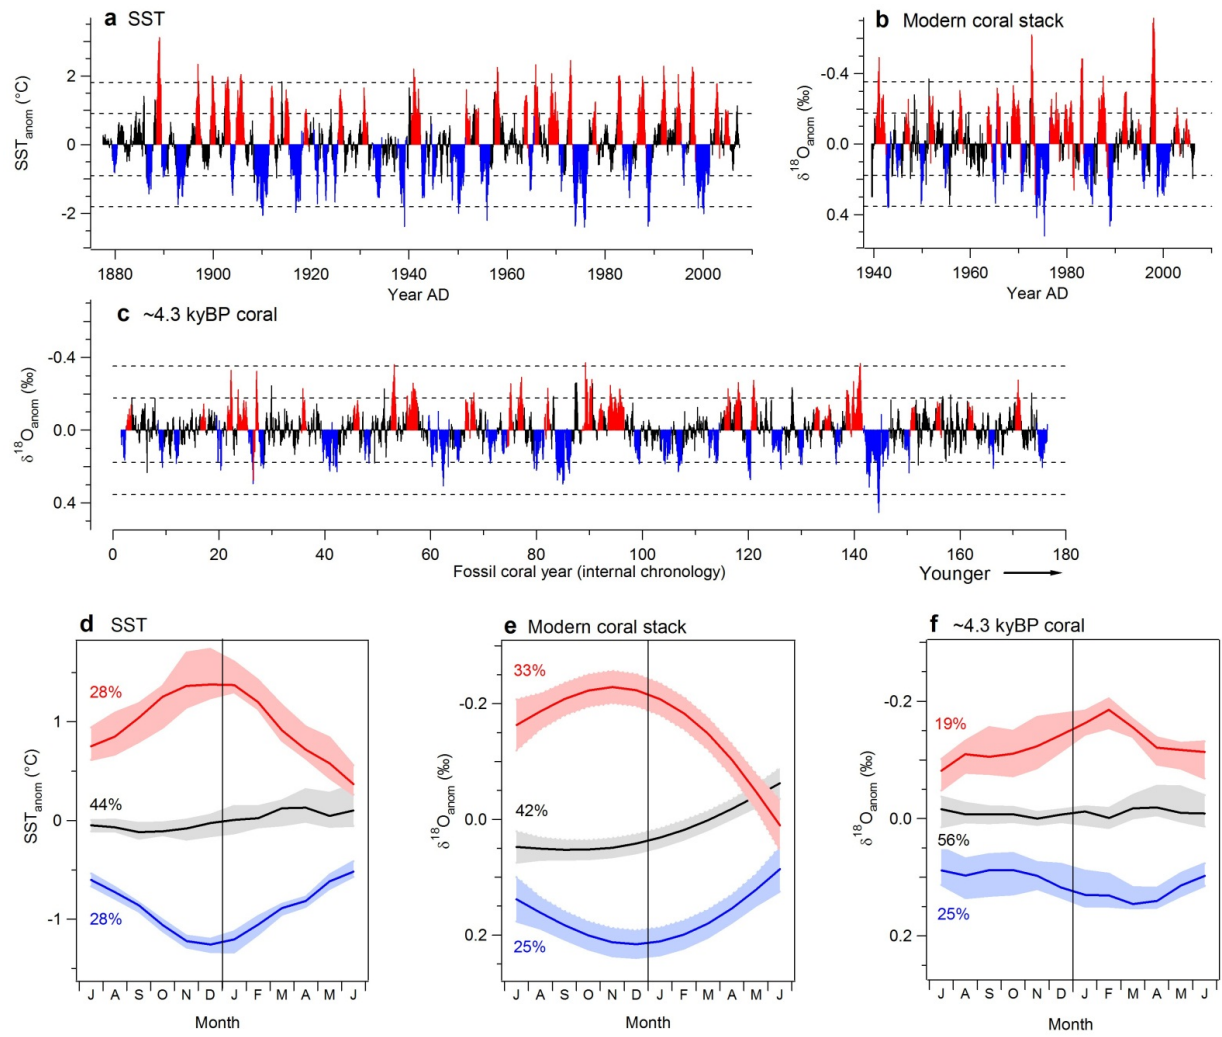 a SST
b Modern coral stack
SSTanom (°C)
2
0
-2
1880 1900 1920 1940 1960 1980 2000
Year AD
δ18Oanom (‰)
-0.4
0.0
0.4
1940 1960 1980 2000
Year AD
c ~4.3 kyBP coral
δ18Oanom (‰)
-0.4
0.0
0.4
0 20 40 60 80 100 120 140 160 180
Fossil coral year (internal chronology)
Younger
d SST
SSTanom (°C)
1
0
-1
28%
44%
28%
J A S O N D J F M A M J
Month
e Modern coral stack
δ18Oanom (‰)
-0.2
0.0
0.2
33%
42%
25%
J A S O N D J F M A M J
Month
f ~4.3 kyBP coral
δ18Oanom (‰)
-0.2
0.0
0.2
19%
56%
25%
J A S O N D J F M A M J
Month